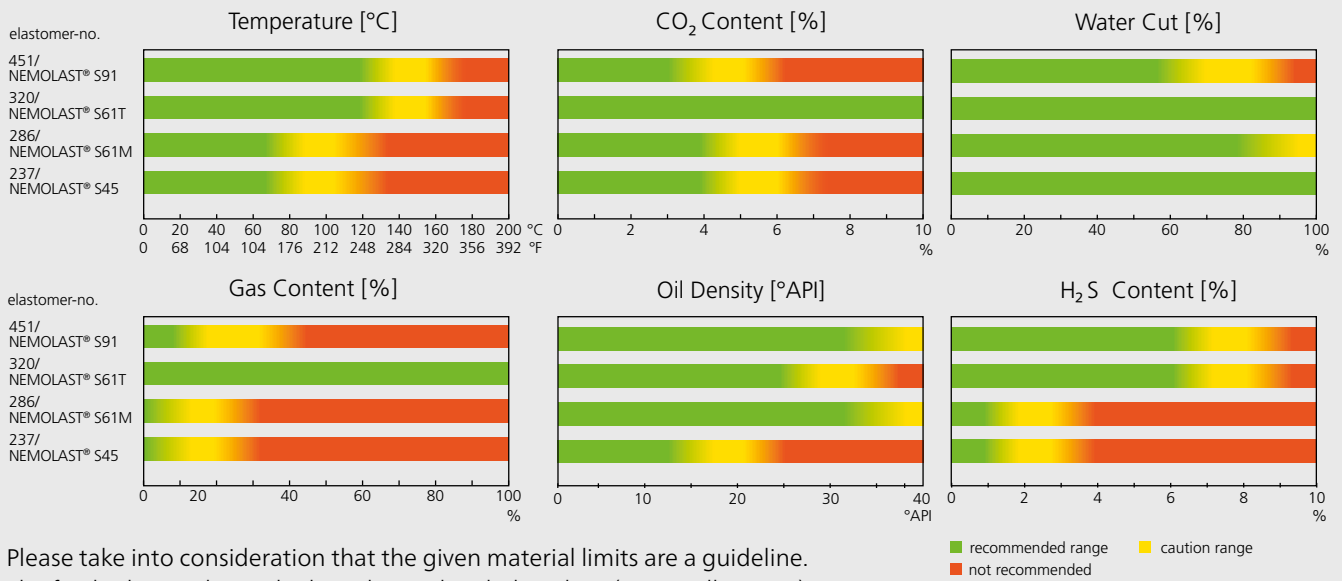 Temperature [°C]
CO₂ Content [%]
Water Cut [%]
elastomer-no.
451/
NEMOLAST® S91
320/
NEMOLAST® S61T
286/
NEMOLAST® S61M
237/
NEMOLAST® S45
0 20 40 60 80 100 120 140 160 180 200 °C
0 68 104 104 176 212 248 284 320 356 392 °F
0 2 4 6 8 10
%
0 20 40 60 80 100
%
Gas Content [%]
Oil Density [°API]
H₂S Content [%]
elastomer-no.
451/
NEMOLAST® S91
320/
NEMOLAST® S61T
286/
NEMOLAST® S61M
237/
NEMOLAST® S45
0 20 40 60 80 100
%
0 10 20 30 40
°API
0 2 4 6 8 10
%
recommended range
caution range
not recommended
Please take into consideration that the given material limits are a guideline.